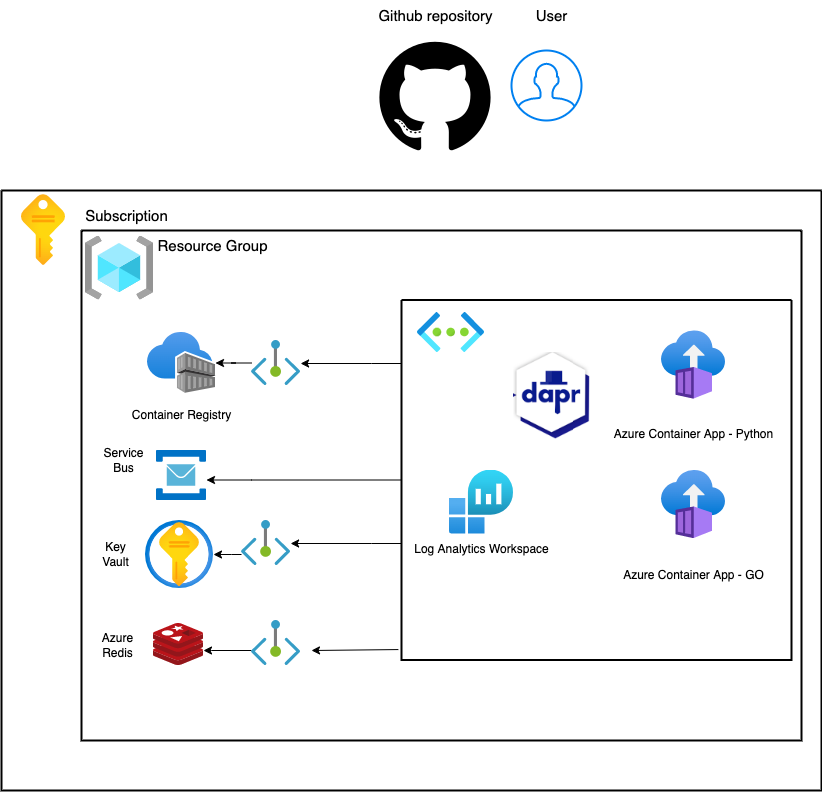 Github repository
User
Subscription
Resource Group
Container Registry
dapr
Azure Container App - Python
Service
Bus
Log Analytics Workspace
Key
Vault
Azure Container App - GO
Azure
Redis